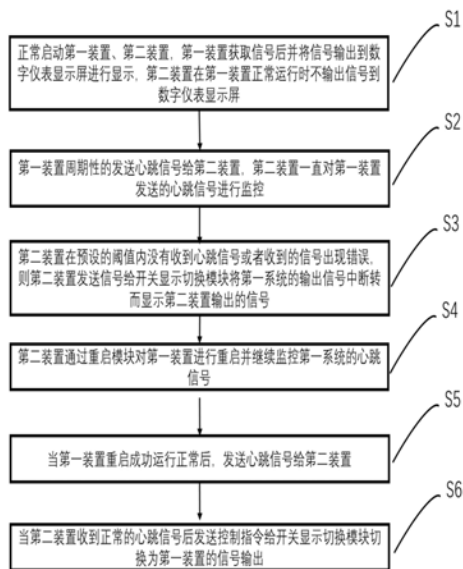 S1
正常启动第一装置、第二装置，第一装置获取信号后并将信号输出到数
字仪表显示屏进行显示，第二装置在第一装置正常运行时不输出信号到
数字仪表显示屏
S2
第一装置周期性的发送心跳信号给第二装置，第二装置一直对第一装置
发送的心跳信号进行监控
S3
第二装置在预设的阈值内没有收到心跳信号或者收到的信号出现错误，
则第二装置发送信号给开关显示切换模块将第一系统的输出信号中断转
而显示第二装置输出的信号
S4
第二装置通过重启模块对第一装置进行重启并继续监控第一系统的心跳
信号
S5
当第一装置重启成功运行正常后，发送心跳信号给第二装置
S6
当第二装置收到正常的心跳信号后发送控制指令给开关显示切换模块切
换为第一装置的信号输出